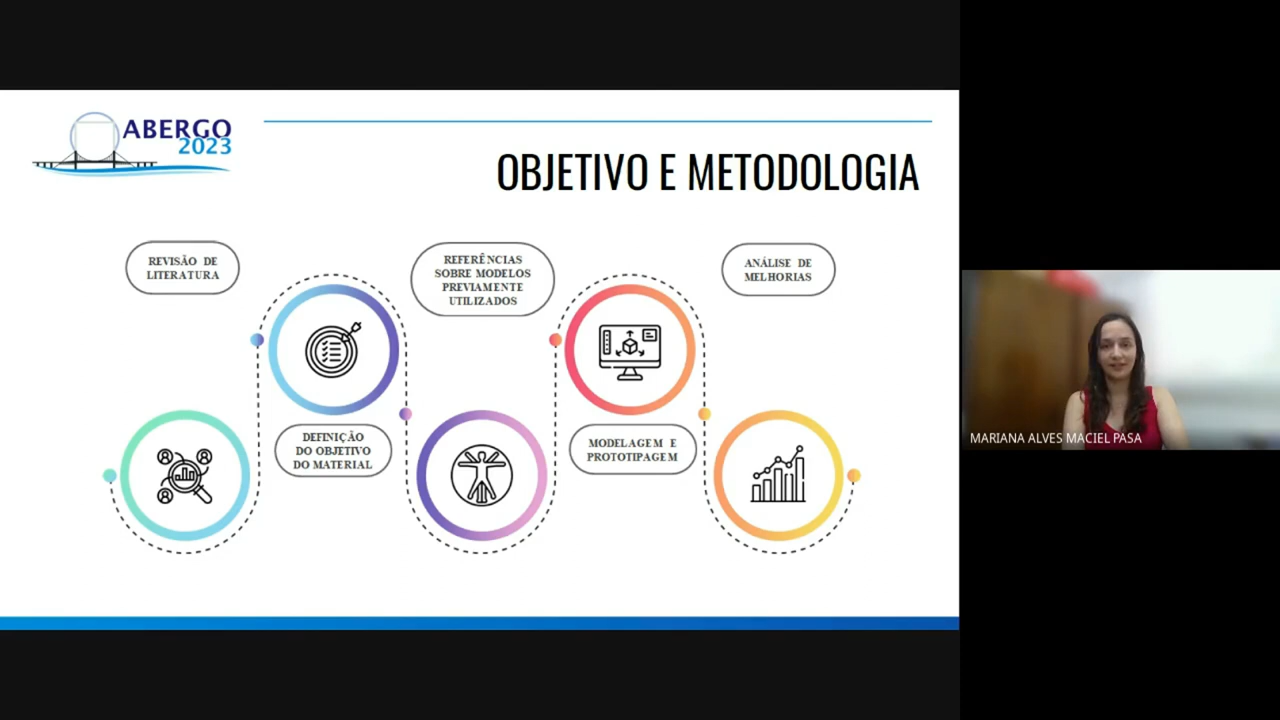 ABERGO
2023
OBJETIVO E METODOLOGIA
REVISÃO DE
LITERATURA
DEFINIÇÃO
DO OBJETIVO
DO MATERIAL
REFERÊNCIAS
SOBRE MODELOS
PREVIAMENTE
UTILIZADOS
MODELAGEM E
PROTOTIPAGEM
ANÁLISE DE
MELHORIAS
MARIANA ALVES MACIEL PASA